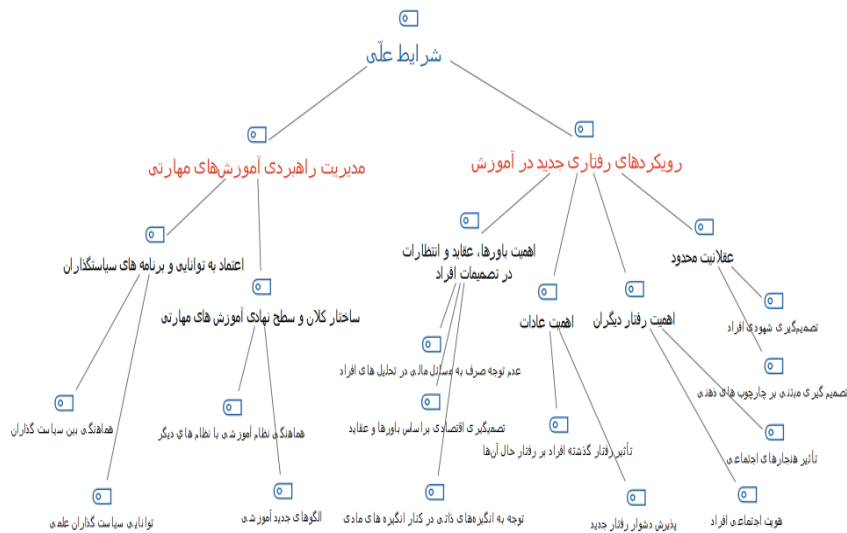 شرایط علّی
رویکردهای رفتاری جدید در آموزش
مدیریت راهبردی آموزش‌های مهارتی
عقلانیت محدود
اهمیت باورها، عقاید و انتظارات
در تصمیمات افراد
اعتماد به توانایی و برنامه های سیاستگذاران
اهمیت رفتار دیگران
اهمیت عادات
ساختار کلان و سطح نهادی آموزش های مهارتی
تصمیم‌گیری شهودی افراد
عدم توجه صرف به مسائل مالی در تحلیل های افراد
تصمیم گیری مبتنی بر چارچوب های ذهنی
تصمیم‌گیری اقتصادی براساس باورها و عقاید
هماهنگی نظام آموزشی با نظام های دیگر
هماهنگی بین سیاست گذاران
تأثیر هنجارهای اجتماعی
تأثیر رفتار گذشته افراد بر رفتار حال آن‌ها
هویت اجتماعی افراد
پذیرش دشوار رفتار جدید
توجه به انگیزه‌های ذاتی در کنار انگیزه های مادی
الگوهای جدید آموزشی
توانایی سیاست گذاران علمی